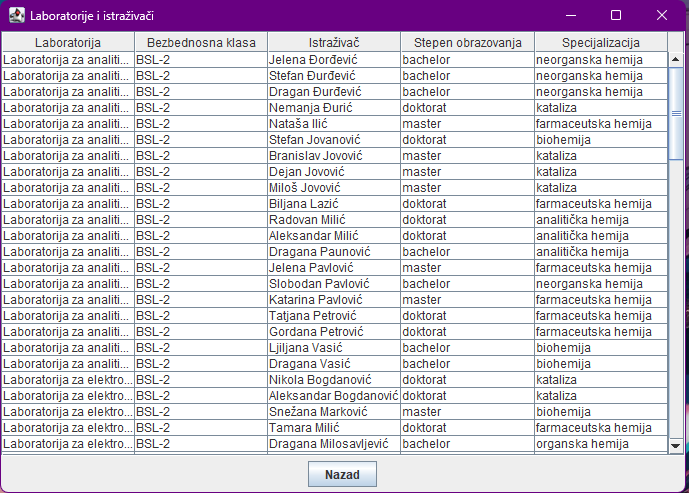 Laboratorije i istraživači
Laboratorija Bezbednosna klasa Istraživač Stepen obrazovanja Specijalizacija
Laboratorija za analiti... BSL-2 Jelena Đorđević bachelor neorganska hemija
Laboratorija za analiti... BSL-2 Stefan Đurđević bachelor neorganska hemija
Laboratorija za analiti... BSL-2 Dragan Đurđević bachelor neorganska hemija
Laboratorija za analiti... BSL-2 Nemanja Đurić doktorat kataliza
Laboratorija za analiti... BSL-2 Nataša Ilić master farmaceutska hemija
Laboratorija za analiti... BSL-2 Stefan Jovanović doktorat biohemija
Laboratorija za analiti... BSL-2 Branislav Jovović master kataliza
Laboratorija za analiti... BSL-2 Dejan Jovović master kataliza
Laboratorija za analiti... BSL-2 Miloš Jovović master kataliza
Laboratorija za analiti... BSL-2 Biljana Lazić doktorat farmaceutska hemija
Laboratorija za analiti... BSL-2 Radovan Milić doktorat analitička hemija
Laboratorija za analiti... BSL-2 Aleksandar Milić doktorat analitička hemija
Laboratorija za analiti... BSL-2 Dragana Paunović bachelor analitička hemija
Laboratorija za analiti... BSL-2 Jelena Pavlović master farmaceutska hemija
Laboratorija za analiti... BSL-2 Slobodan Pavlović bachelor neorganska hemija
Laboratorija za analiti... BSL-2 Katarina Pavlović master farmaceutska hemija
Laboratorija za analiti... BSL-2 Tatjana Petrović doktorat farmaceutska hemija
Laboratorija za analiti... BSL-2 Gordana Petrović doktorat farmaceutska hemija
Laboratorija za analiti... BSL-2 Ljiljana Vasić bachelor biohemija
Laboratorija za analiti... BSL-2 Dragana Vasić bachelor biohemija
Laboratorija za elektro... BSL-2 Nikola Bogdanović doktorat kataliza
Laboratorija za elektro... BSL-2 Aleksandar Bogdanović doktorat kataliza
Laboratorija za elektro... BSL-2 Snežana Marković master biohemija
Laboratorija za elektro... BSL-2 Tamara Milić doktorat farmaceutska hemija
Laboratorija za elektro... BSL-2 Dragana Milosavljević bachelor organska hemija
Nazad